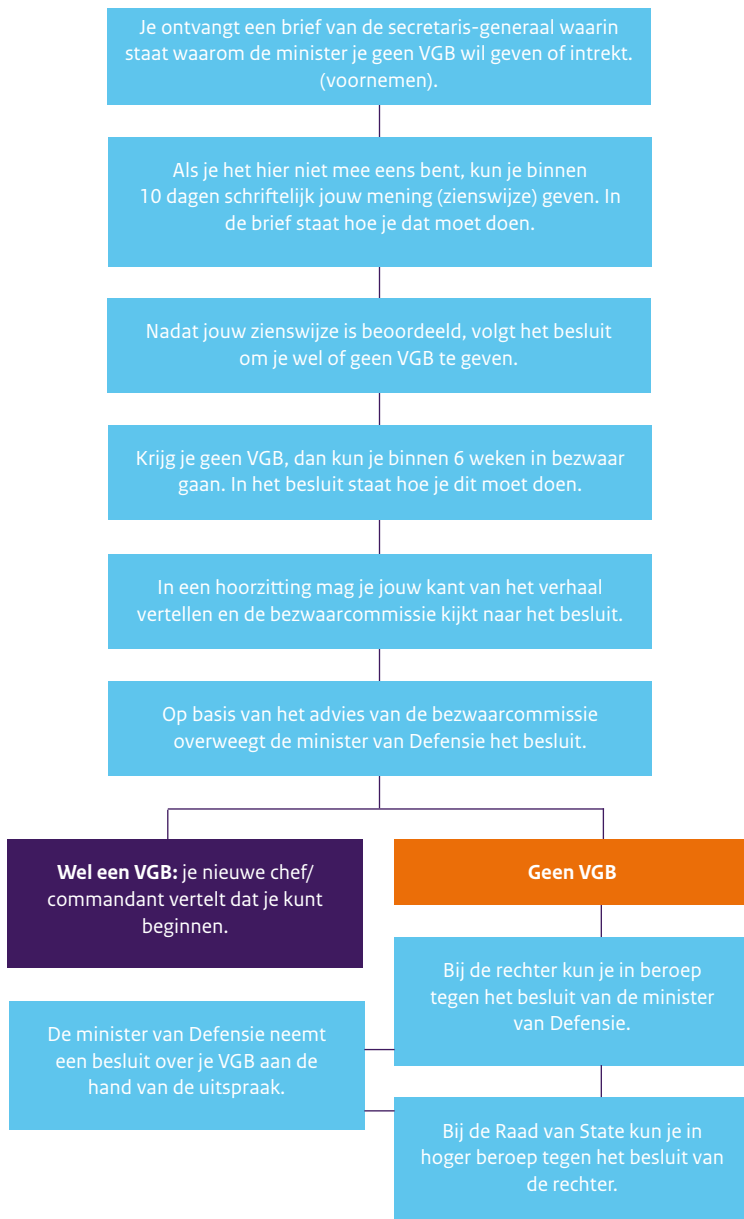 Je ontvangt een brief van de secretaris-generaal waarin
staat waarom de minister je geen VGB wil geven of intrekt.
(voornemen).
Als je het hier niet mee eens bent, kun je binnen
10 dagen schriftelijk jouw mening (zienswijze) geven. In
de brief staat hoe je dat moet doen.
Nadat jouw zienswijze is beoordeeld, volgt het besluit
om je wel of geen VGB te geven.
Krijg je geen VGB, dan kun je binnen 6 weken in bezwaar
gaan. In het besluit staat hoe je dit moet doen.
In een hoorzitting mag je jouw kant van het verhaal
vertellen en de bezwaarcommissie kijkt naar het besluit.
Op basis van het advies van de bezwaarcommissie
overweegt de minister van Defensie het besluit.
Wel een VGB: je nieuwe chef/
commandant vertelt dat je kunt
beginnen.
Geen VGB
Bij de rechter kun je in beroep
tegen het besluit van de minister
van Defensie.
De minister van Defensie neemt
een besluit over je VGB aan de
hand van de uitspraak.
Bij de Raad van State kun je in
hoger beroep tegen het besluit van
de rechter.